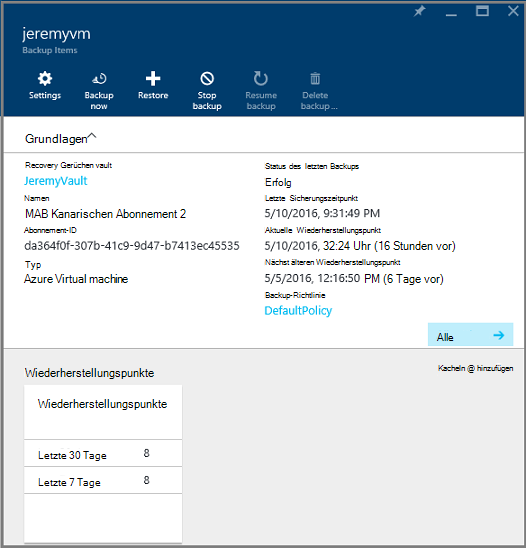 jeremyvm
Backup Items
Settings
Backup now
Restore
Stop backup
Resume backup
Delete backup ...
Grundlagen
Recovery Gerüchen vault
JeremyVault
Namen
MAB Kanarischen Abonnement 2
Abonnement-ID
da364f0f-307b-41c9-9d47-b7413ec45535
Typ
Azure Virtual machine
Status des letzten Backups
Erfolg
Letzte Sicherungszeitpunkt
5/10/2016, 9:31:49 PM
Aktuelle Wiederherstellungspunkt
5/10/2016, 32:24 Uhr (16 Stunden vor)
Nächst älteren Wiederherstellungspunkt
5/5/2016, 12:16:50 PM (6 Tage vor)
Backup-Richtlinie
DefaultPolicy
Alle
Kacheln @ hinzufügen
Wiederherstellungspunkte
Wiederherstellungspunkte
Letzte 30 Tage 8
Letzte 7 Tage 8